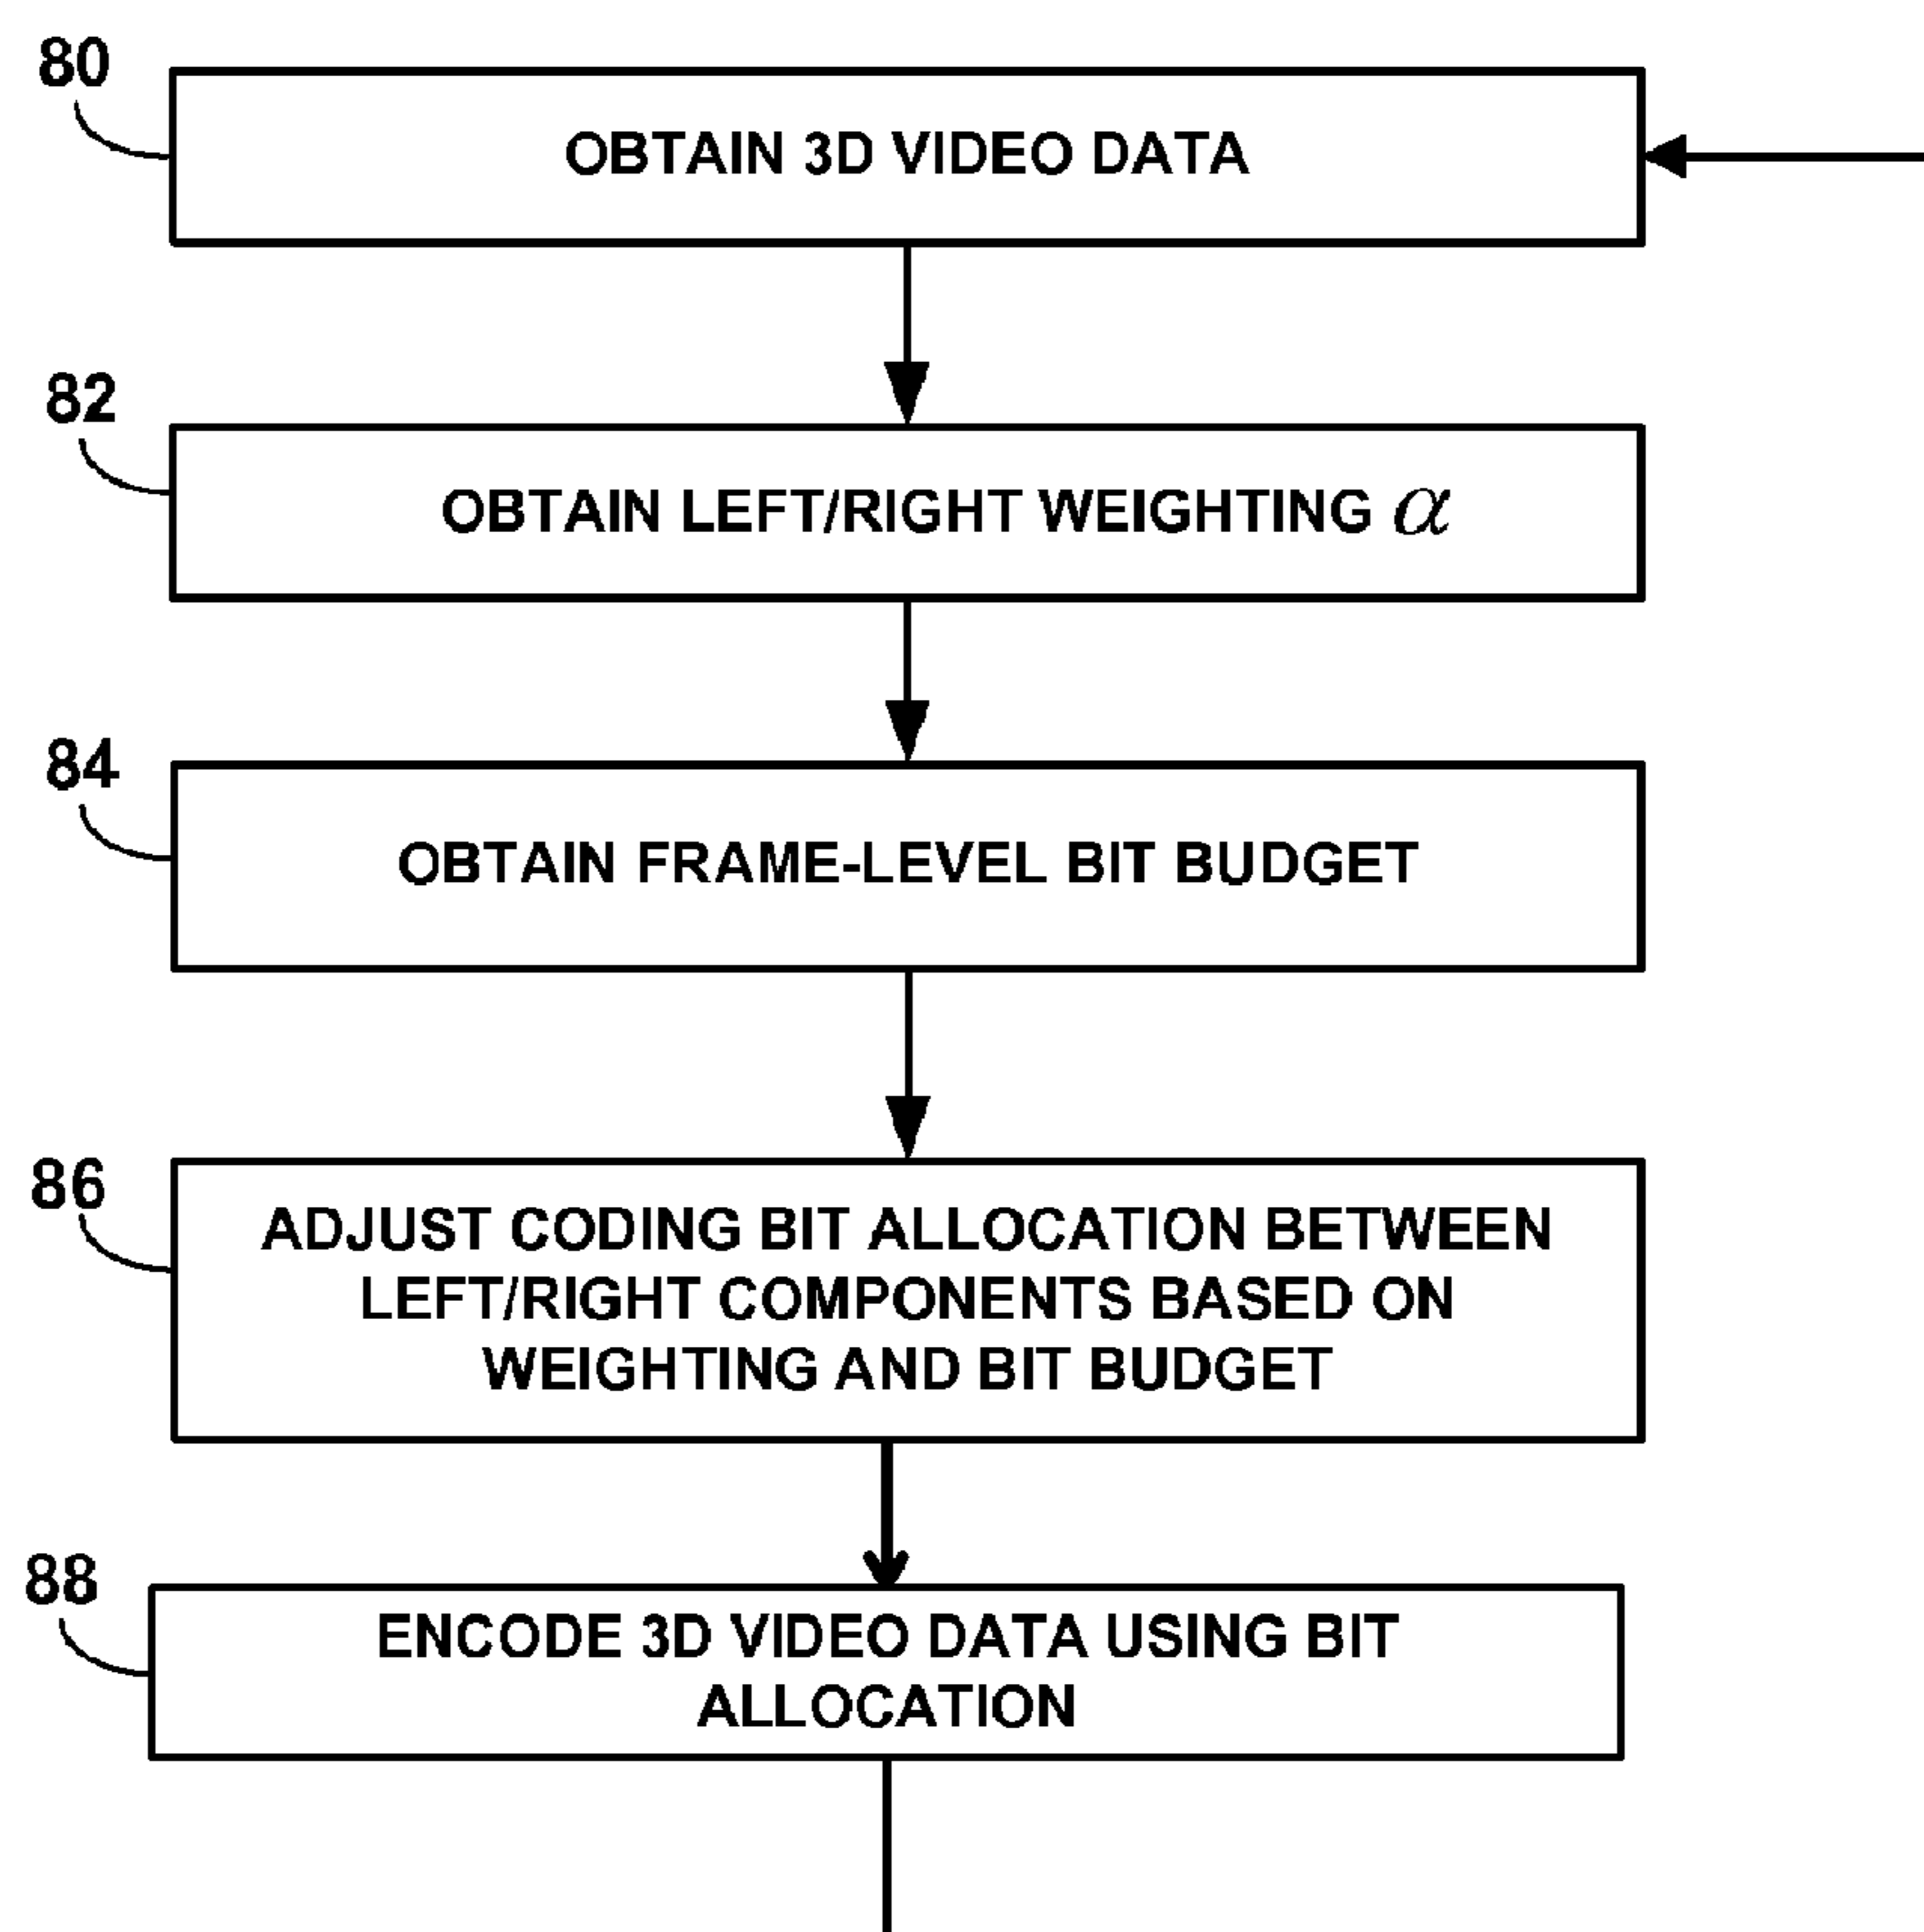 80
OBTAIN 3D VIDEO DATA
82
OBTAIN LEFT/RIGHT WEIGHTING α
84
OBTAIN FRAME-LEVEL BIT BUDGET
86
ADJUST CODING BIT ALLOCATION BETWEEN
LEFT/RIGHT COMPONENTS BASED ON
WEIGHTING AND BIT BUDGET
88
ENCODE 3D VIDEO DATA USING BIT
ALLOCATION